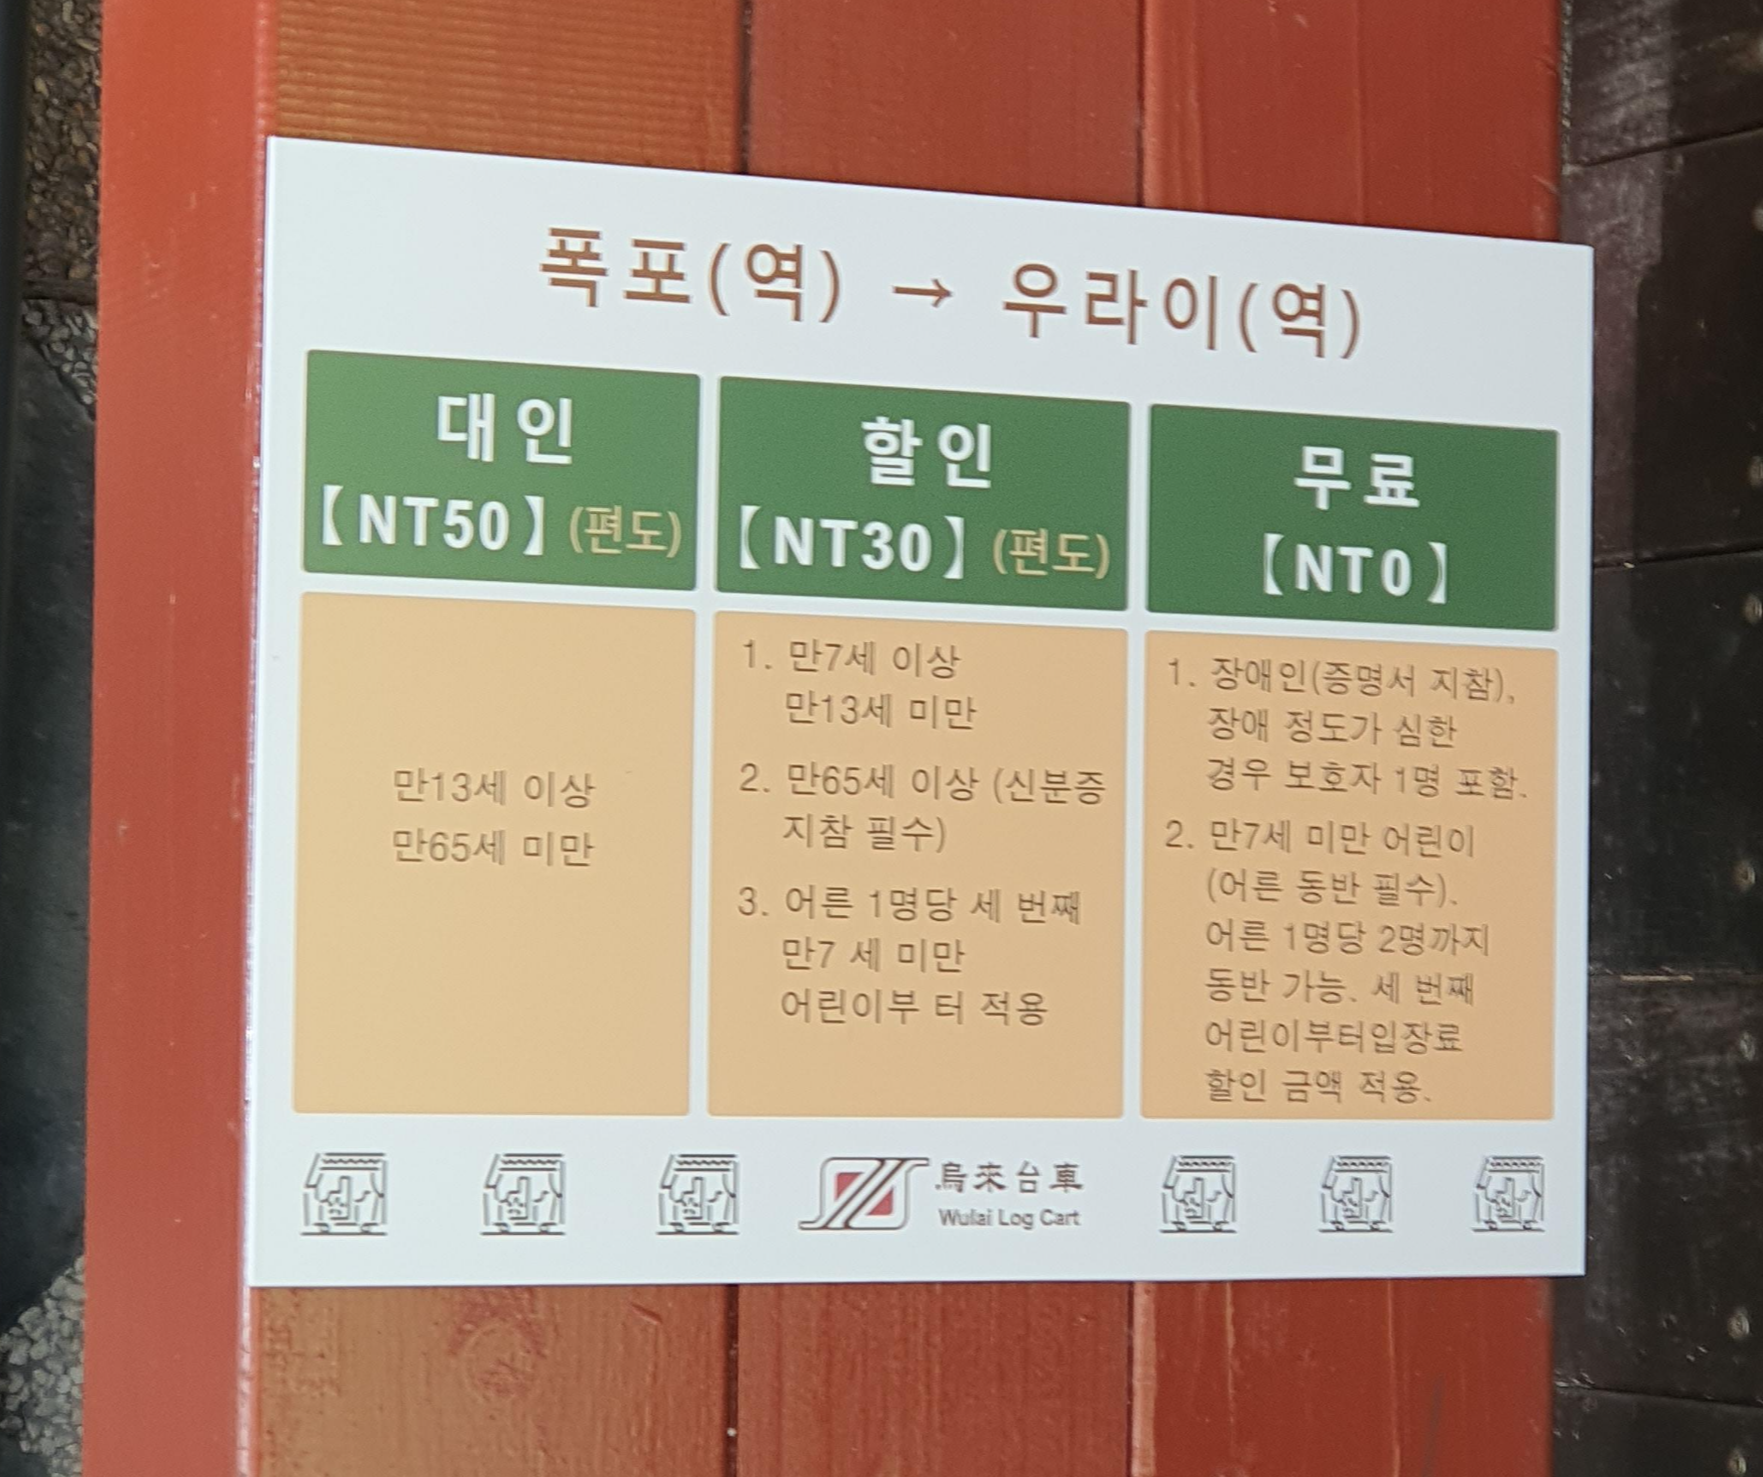 폭포(역) → 우라이(역)
대인
【NT50】(편도)
만13세 이상
만65세 미만
할인
【NT30】(편도)
1. 만7세 이상
만13세 미만
2. 만65세 이상 (신분증
지참 필수)
3. 어른 1명당 세 번째
만7 세 미만
어린이부 터 적용
무료
【NT0】
1. 장애인(증명서 지참),
장애 정도가 심한
경우 보호자 1명 포함.
2. 만7세 미만 어린이
(어른 동반 필수).
어른 1명당 2명까지
동반 가능. 세 번째
어린이부터입장료
할인 금액 적용.
烏來台車
Wulai Log Cart